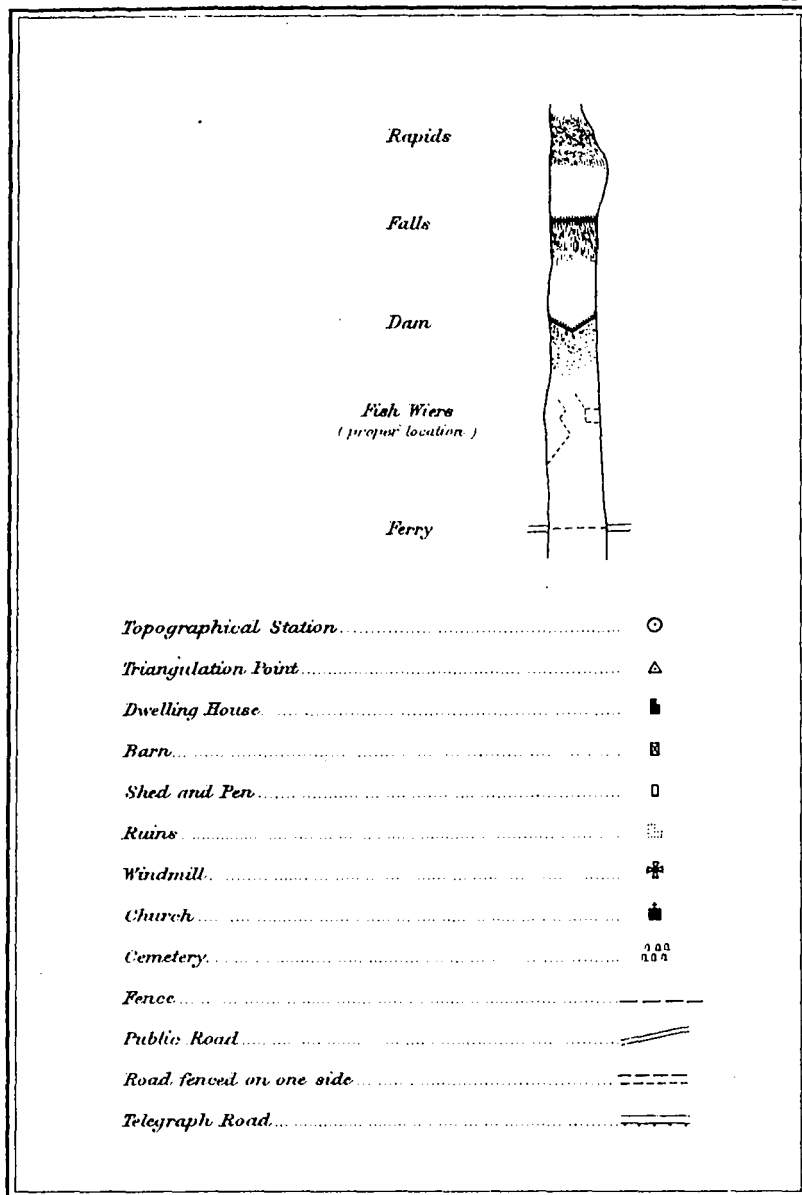 Rapids
Falls
Dam
Fish Wiers
(proper location)
Ferry
Topographical Station
Triangulation Point
Dwelling House
Barn
Shed and Pen
Ruins
Windmill
Church
Cemetery
Fence
Public Road
Road fenced on one side
Telegraph Road